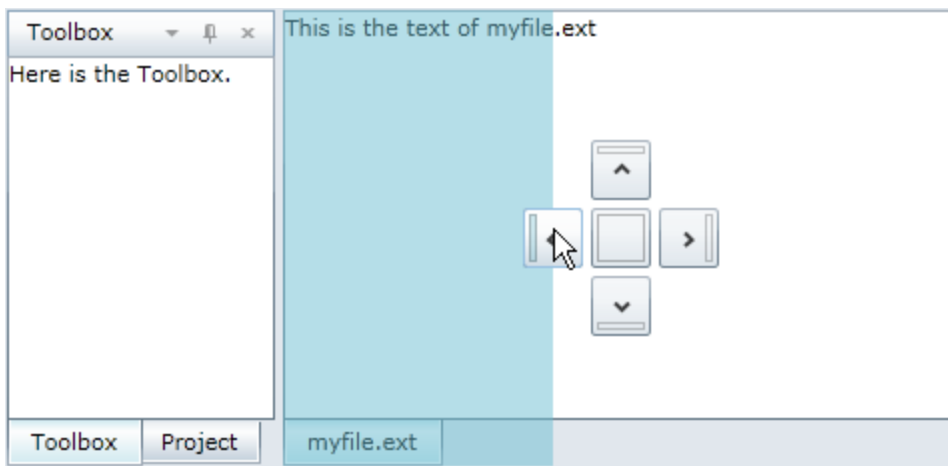 Toolbox
Here is the Toolbox.
This is the text of myfile.ext
Toolbox
Project
myfile.ext